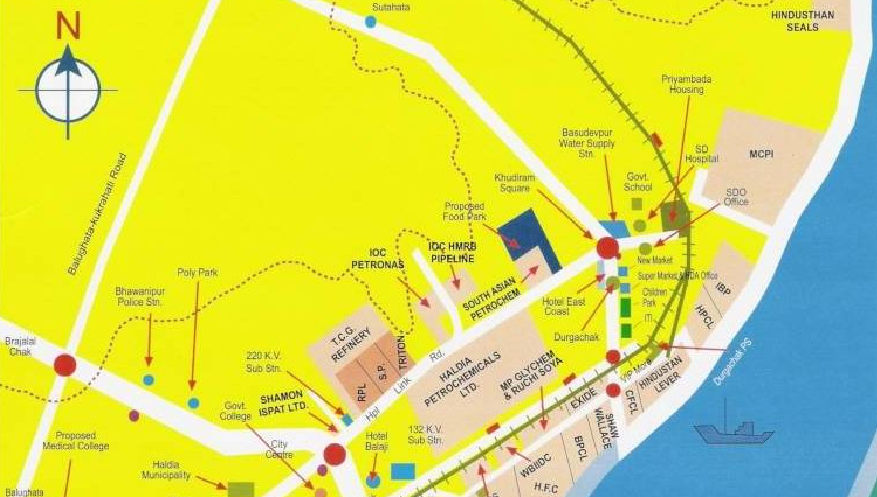 Sutahata
HINDUSTHAN
SEALS
N
Priyambada
Housing
Basudevpur
Water Supply
Stn.
MCPI
SD
Hospital
Khudiram
Square
Govt.
School
SDO
Office
Balughata-kukrahati Road
Proposed
Food Park
IOC
PETRONAS
IOC HMRB
PIPELINE
New Market
Super Market
HDA Office
Poly Park
Bhawanipur
Police Stn.
SOUTH ASIAN
PETROCHEM
Hotel East
Coast
Children
Park
IBP
HPCL
ITI
Durgachak
T.C.G
REFINERY
TRITON
S.P.
RPL
Brajalal
Chak
Hpl Link Rd.
HALDIA
PETROCHEMICALS
LTD.
MP GLYCHEM
& RUCHI SOYA
Durgachak PS
220 K.V.
Sub Stn.
HINDUSTAN
LEVER
CFCL
EXIDE
SHAMON
ISPAT LTD.
SHAW
WALLACE
Govt.
College
City
Centre
Hotel
Balaji
132 K.V.
Sub Stn.
Proposed
Medical College
BPCL
WBIIDC
Haldia
Municipality
H.F.C
Balughata